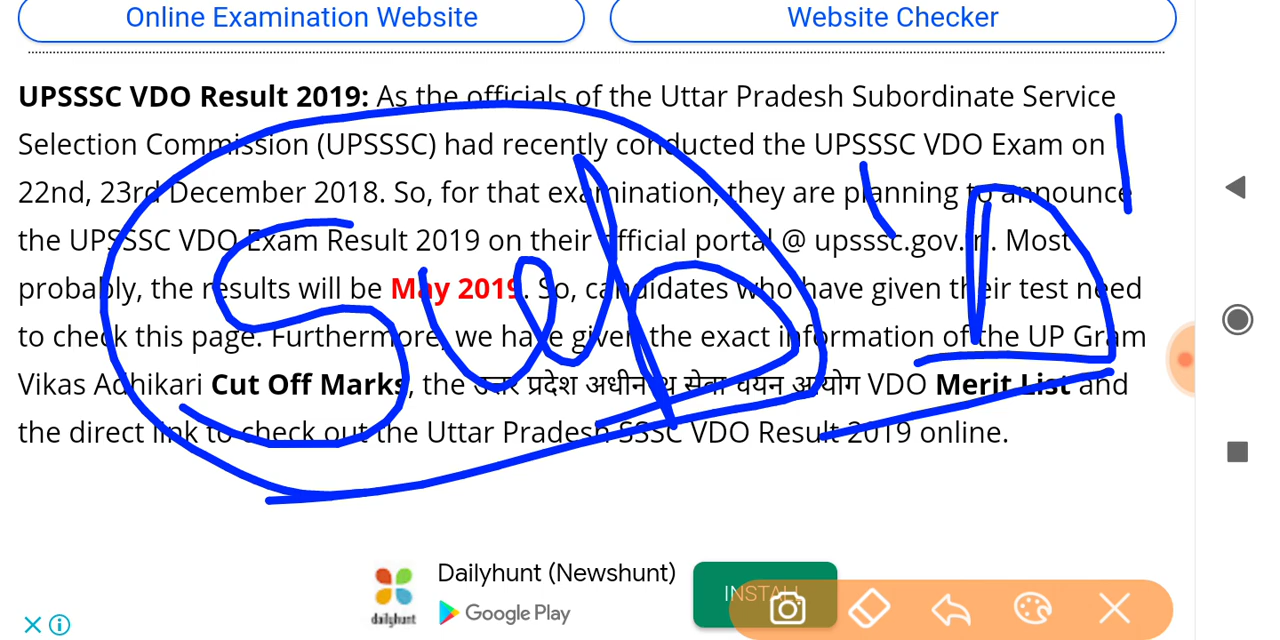 Online Examination Website
Website Checker
UPSSSC VDO Result 2019: As the officials of the Uttar Pradesh Subordinate Service
Selection Commission (UPSSSC) had recently conducted the UPSSSC VDO Exam on
22nd, 23rd December 2018. So, for that examination, they are planning to announce
the UPSSSC VDO Exam Result 2019 on their official portal @ upsssc.gov.in. Most
probably, the results will be May 2019. So, candidates who have given their test need
to check this page. Furthermore, we have given the exact information of the UP Gram
Vikas Adhikari Cut Off Marks, the उत्तर प्रदेश अधीनस्थ सेवा चयन आयोग VDO Merit List and
the direct link to check out the Uttar Pradesh SSSC VDO Result 2019 online.
Sub 'D'
Dailyhunt (Newshunt)
dailyhunt
Google Play
INSTALL